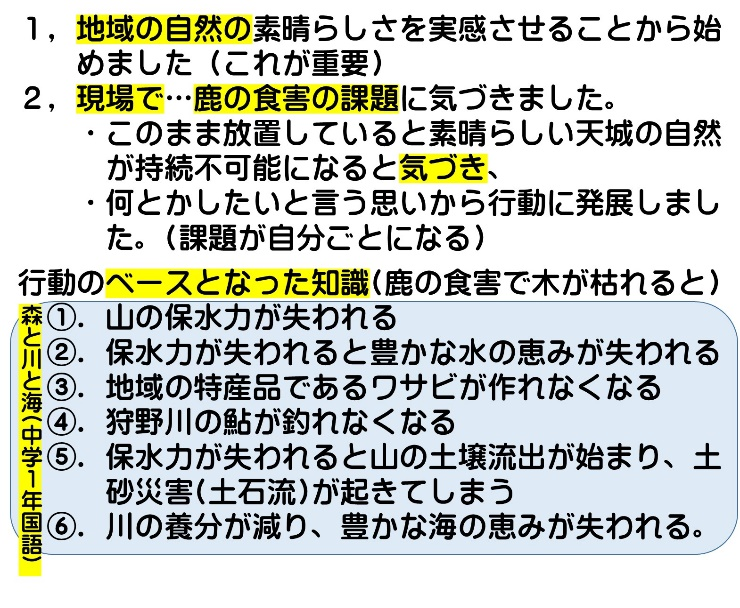 １，地域の自然の素晴らしさを実感させることから始
めました（これが重要）
２，現場で…鹿の食害の課題に気づきました。
・このまま放置していると素晴らしい天城の自然
が持続不可能になると気づき、
・何とかしたいと言う思いから行動に発展しまし
た。（課題が自分ごとになる）
行動のベースとなった知識(鹿の食害で木が枯れると)
森と川と海(中学１年国語)
①．山の保水力が失われる
②．保水力が失われると豊かな水の恵みが失われる
③．地域の特産品であるワサビが作れなくなる
④．狩野川の鮎が釣れなくなる
⑤．保水力が失われると山の土壌流出が始まり、土
砂災害(土石流)が起きてしまう
⑥．川の養分が減り、豊かな海の恵みが失われる。